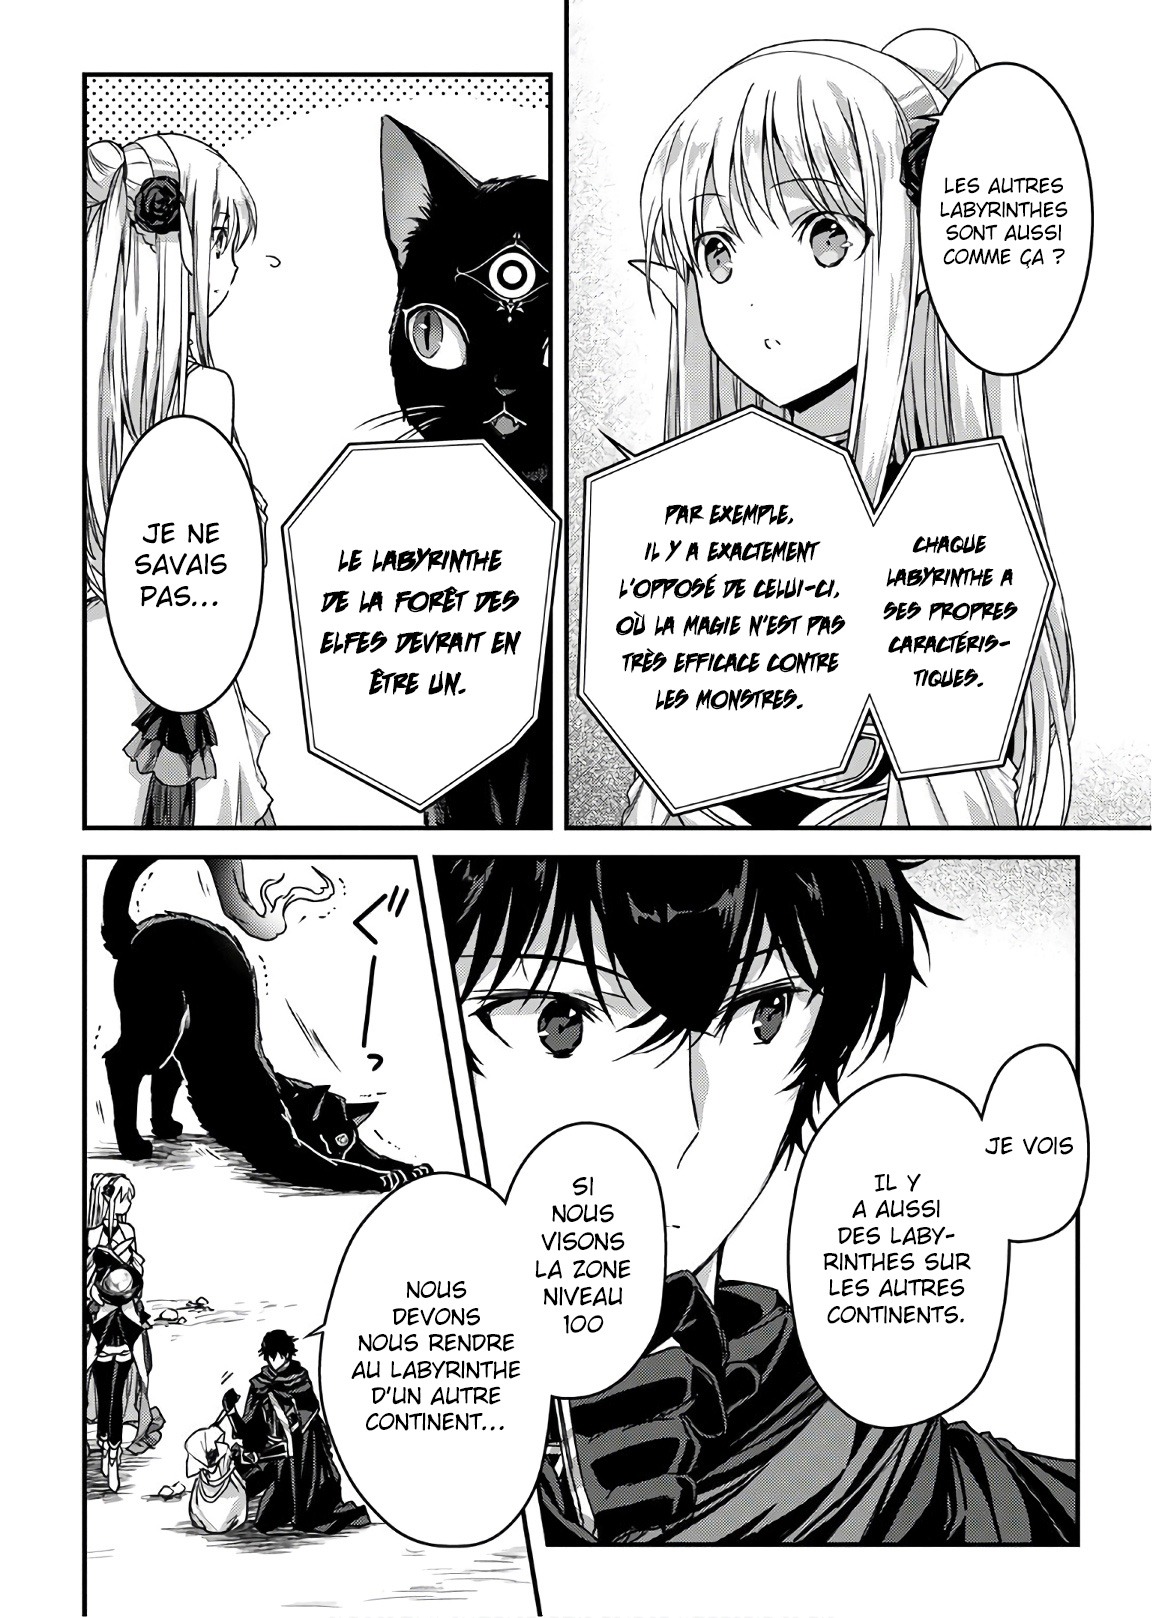 LES AUTRES
LABYRINTHES
SONT AUSSI
COMME ÇA ?
CHAQUE
LABYRINTHE A
SES PROPRES
CARACTÉRIS-
TIQUES.
PAR EXEMPLE,
IL Y A EXACTEMENT
L'OPPOSÉ DE CELUI-CI,
OÙ LA MAGIE N'EST PAS
TRÈS EFFICACE CONTRE
LES MONSTRES.
LE LABYRINTHE
DE LA FORÊT DES
ELFES DEVRAIT EN
ÊTRE UN.
JE NE
SAVAIS
PAS...
JE VOIS
IL Y
A AUSSI
DES LABY-
RINTHES SUR
LES AUTRES
CONTINENTS.
SI
NOUS
VISONS
LA ZONE
NIVEAU
100
NOUS
DEVONS
NOUS RENDRE
AU LABYRINTHE
D'UN AUTRE
CONTINENT...
ぐーっ